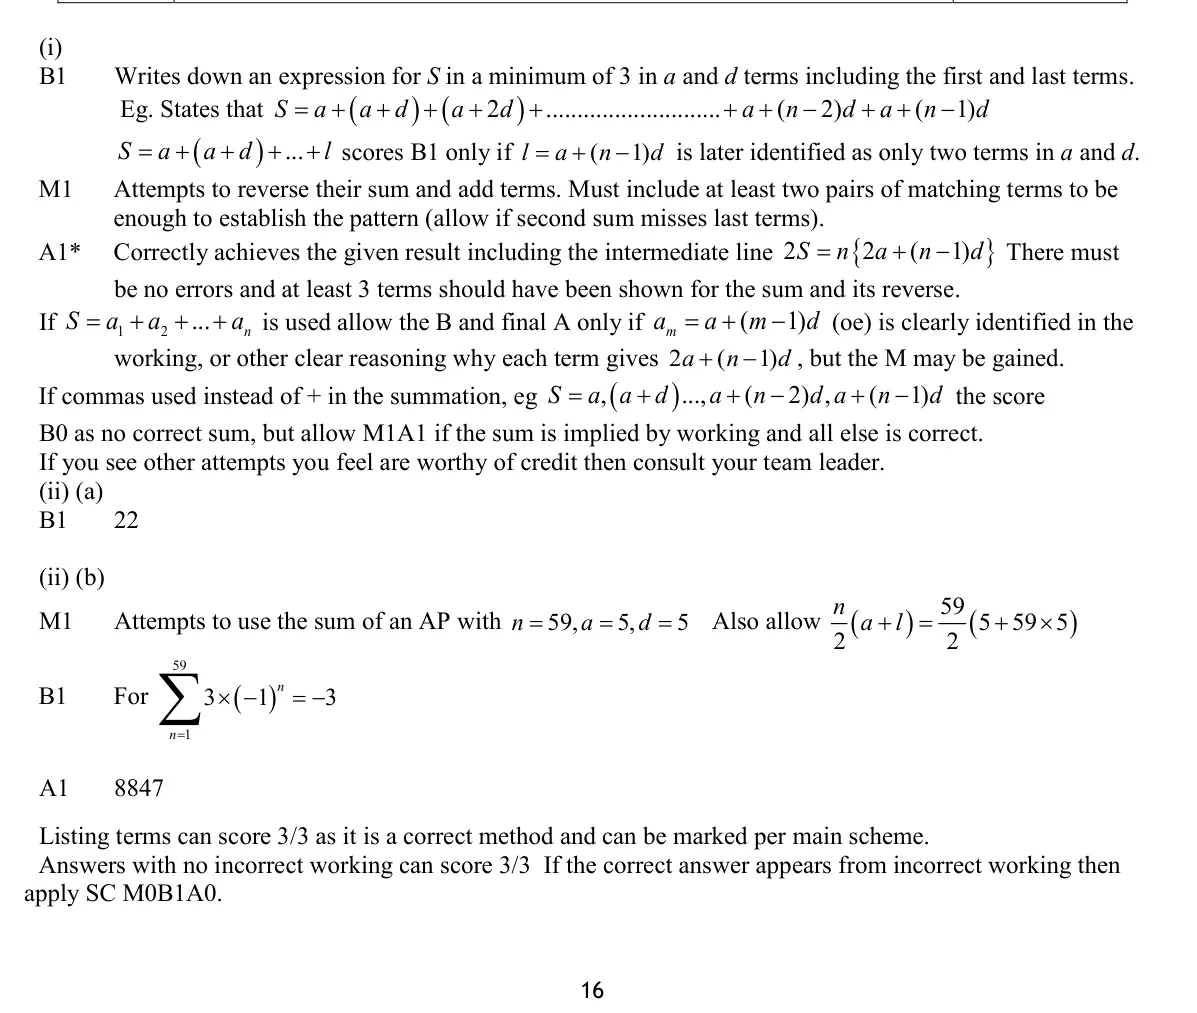 (i)
B1 Writes down an expression for S in a minimum of 3 in a and d terms including the first and last terms.
Eg. States that S = a + (a + d) + (a + 2d) + ............................ + a + (n − 2)d + a + (n − 1)d
S = a + (a + d) + ... + l scores B1 only if l = a + (n − 1)d is later identified as only two terms in a and d.
M1 Attempts to reverse their sum and add terms. Must include at least two pairs of matching terms to be
enough to establish the pattern (allow if second sum misses last terms).
A1* Correctly achieves the given result including the intermediate line 2S = n{2a + (n − 1)d} There must
be no errors and at least 3 terms should have been shown for the sum and its reverse.
If S = a₁ + a₂ + ... + aₙ is used allow the B and final A only if aₘ = a + (m − 1)d (oe) is clearly identified in the
working, or other clear reasoning why each term gives 2a + (n − 1)d , but the M may be gained.
If commas used instead of + in the summation, eg S = a, (a + d)..., a + (n − 2)d, a + (n − 1)d the score
B0 as no correct sum, but allow M1A1 if the sum is implied by working and all else is correct.
If you see other attempts you feel are worthy of credit then consult your team leader.
(ii) (a)
B1 22
(ii) (b)
M1 Attempts to use the sum of an AP with n = 59, a = 5, d = 5 Also allow n/2 (a + l) = 59/2 (5 + 59 × 5)
B1 For ∑_{n=1}^{59} 3 × (−1)ⁿ = −3
A1 8847
Listing terms can score 3/3 as it is a correct method and can be marked per main scheme.
Answers with no incorrect working can score 3/3 If the correct answer appears from incorrect working then
apply SC M0B1A0.
16